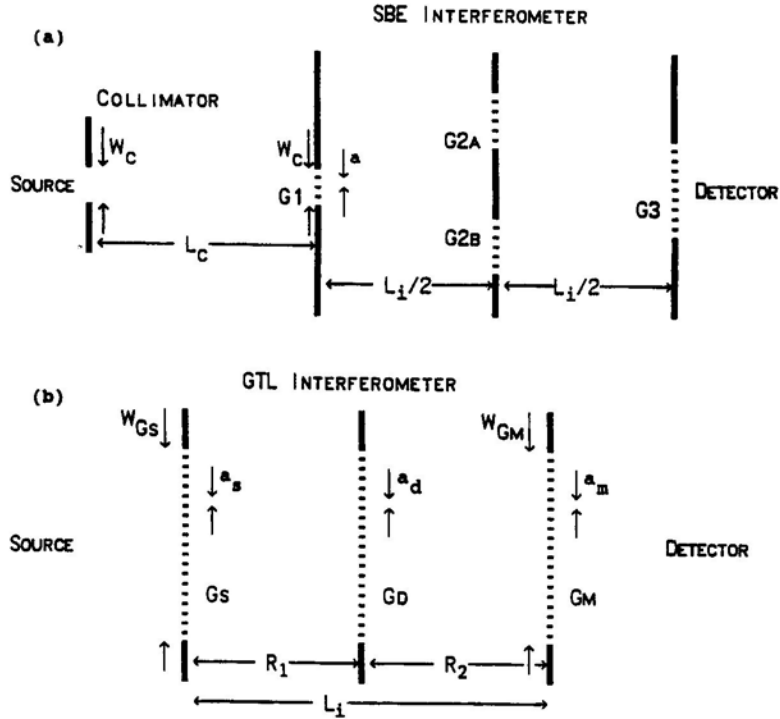 SBE INTERFEROMETER
(a)
COLLIMATOR
W_C
W_C
a
G2A
SOURCE
G1
G3
DETECTOR
G2B
L_C
L_i/2
L_i/2
GTL INTERFEROMETER
(b)
W_GS
W_GM
a_s
a_d
a_m
SOURCE
DETECTOR
GS
GD
GM
R_1
R_2
L_i